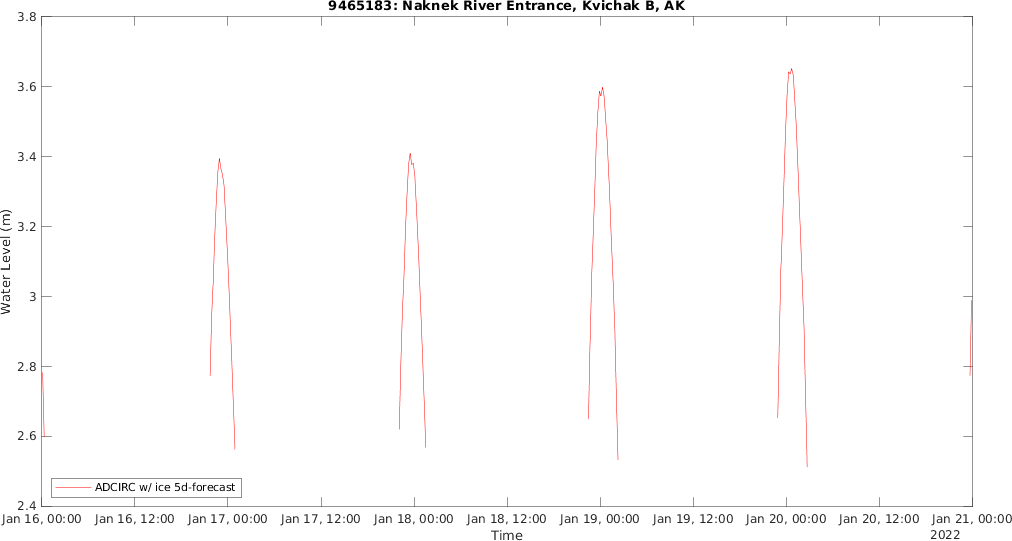 9465183: Naknek River Entrance, Kvichak B, AK
Water Level (m)
3.8
3.6
3.4
3.2
3
2.8
2.6
2.4
ADCIRC w/ ice 5d-forecast
Jan 16, 00:00 Jan 16, 12:00 Jan 17, 00:00 Jan 17, 12:00 Jan 18, 00:00 Jan 18, 12:00 Jan 19, 00:00 Jan 19, 12:00 Jan 20, 00:00 Jan 20, 12:00 Jan 21, 00:00
Time
2022